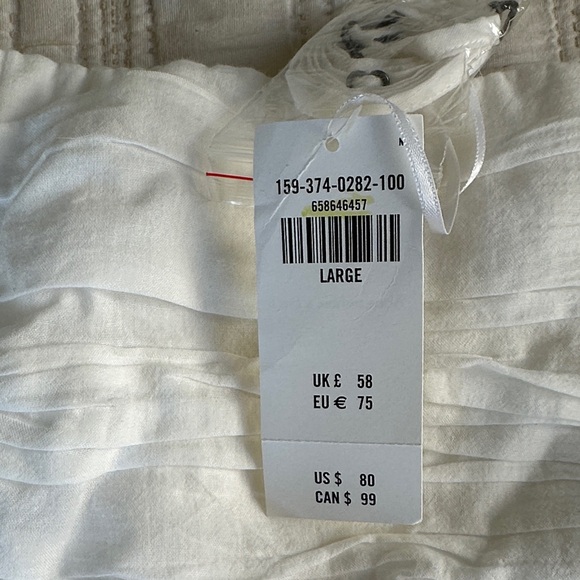 159-374-0282-100
658646457
LARGE
UK £ 58
EU € 75
US $ 80
CAN $ 99